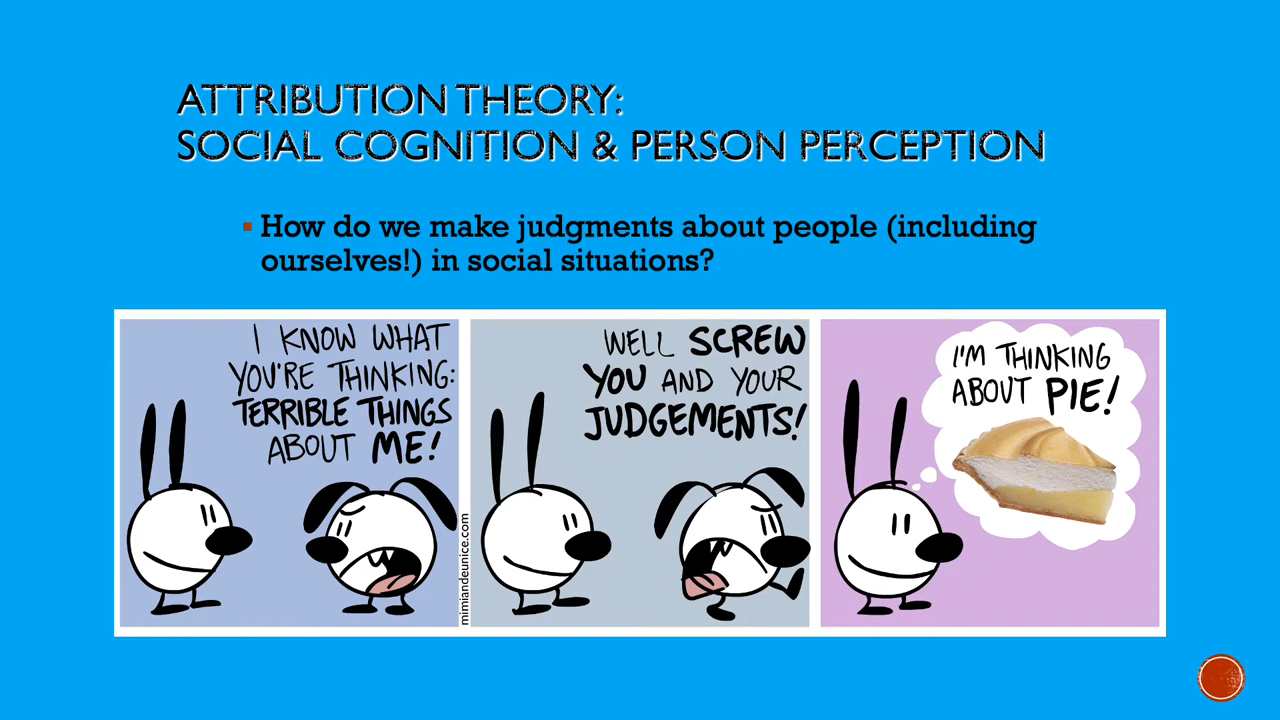 ATTRIBUTION THEORY:
SOCIAL COGNITION & PERSON PERCEPTION
How do we make judgments about people (including
ourselves!) in social situations?
I KNOW WHAT
YOU'RE THINKING:
TERRIBLE THINGS
ABOUT ME!
mimiandeunice.com
WELL SCREW
YOU AND YOUR
JUDGEMENTS!
I'M THINKING
ABOUT PIE!